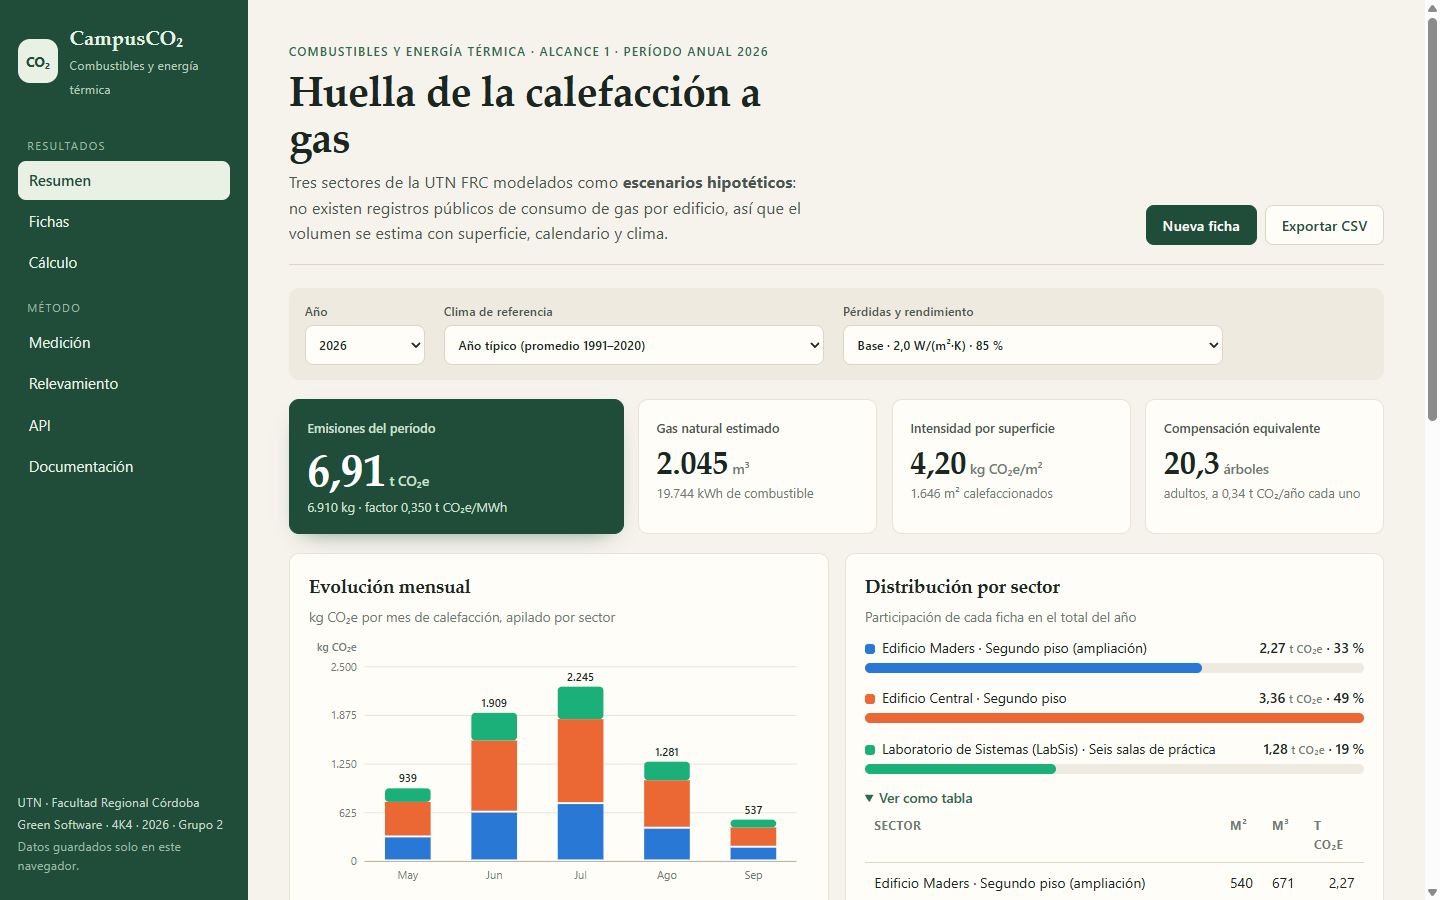 CO₂
CampusCO₂
Combustibles y energía
térmica
RESULTADOS
Resumen
Fichas
Cálculo
MÉTODO
Medición
Relevamiento
API
Documentación
UTN · Facultad Regional Córdoba
Green Software · 4K4 · 2026 · Grupo 2
Datos guardados solo en este
navegador.
COMBUSTIBLES Y ENERGÍA TÉRMICA · ALCANCE 1 · PERÍODO ANUAL 2026
Huella de la calefacción a
gas
Tres sectores de la UTN FRC modelados como escenarios hipotéticos:
no existen registros públicos de consumo de gas por edificio, así que el
volumen se estima con superficie, calendario y clima.
Nueva ficha
Exportar CSV
Año
2026
Clima de referencia
Año típico (promedio 1991–2020)
Pérdidas y rendimiento
Base · 2,0 W/(m²·K) · 85 %
Emisiones del período
6,91 t CO₂e
6.910 kg · factor 0,350 t CO₂e/MWh
Gas natural estimado
2.045 m³
19.744 kWh de combustible
Intensidad por superficie
4,20 kg CO₂e/m²
1.646 m² calefaccionados
Compensación equivalente
20,3 árboles
adultos, a 0,34 t CO₂/año cada uno
Evolución mensual
kg CO₂e por mes de calefacción, apilado por sector
kg CO₂e
2.500
1.875
1.250
625
0
939
1.909
2.245
1.281
537
May
Jun
Jul
Ago
Sep
Distribución por sector
Participación de cada ficha en el total del año
Edificio Maders · Segundo piso (ampliación) 2,27 t CO₂e · 33 %
Edificio Central · Segundo piso 3,36 t CO₂e · 49 %
Laboratorio de Sistemas (LabSis) · Seis salas de práctica 1,28 t CO₂e · 19 %
▼ Ver como tabla
SECTOR M² M³ T
CO₂E
Edificio Maders · Segundo piso (ampliación) 540 671 2,27